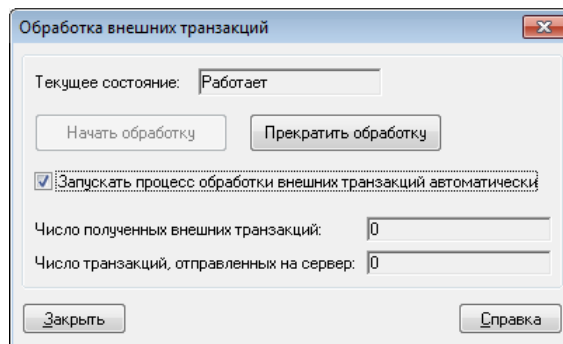 Обработка внешних транзакций
Текущее состояние: Работает
Начать обработку Прекратить обработку
Запускать процесс обработки внешних транзакций автоматически
Число полученных внешних транзакций: 0
Число транзакций, отправленных на сервер: 0
Закрыть Справка